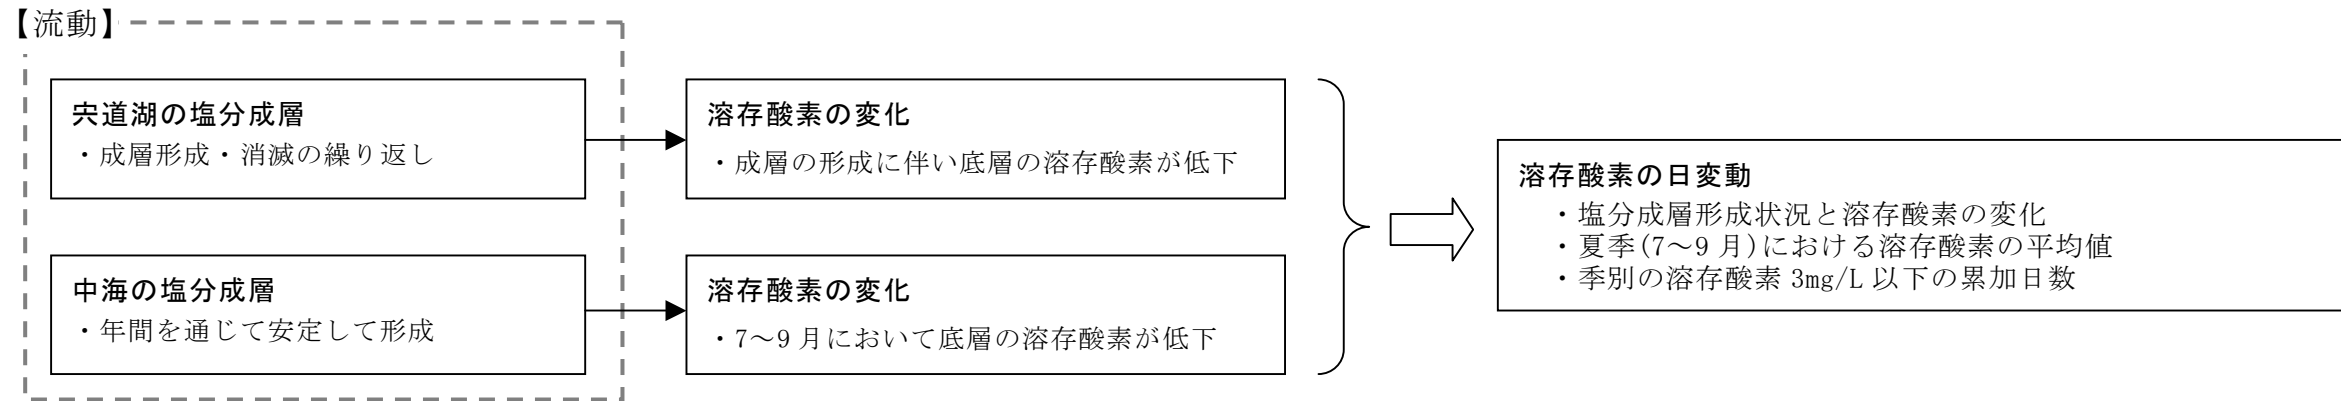 【流動】
宍道湖の塩分成層
・成層形成・消滅の繰り返し
溶存酸素の変化
・成層の形成に伴い底層の溶存酸素が低下
中海の塩分成層
・年間を通じて安定して形成
溶存酸素の変化
・7～9 月において底層の溶存酸素が低下
溶存酸素の日変動
・塩分成層形成状況と溶存酸素の変化
・夏季(7～9 月)における溶存酸素の平均値
・季別の溶存酸素 3mg/L 以下の累加日数